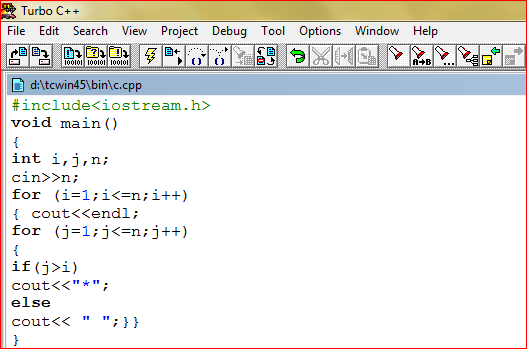 Turbo C++
File Edit Search View Project Debug Tool Options Window Help
A→B
d:\tcwin45\bin\c.cpp
#include<iostream.h>
void main()
{
int i,j,n;
cin>>n;
for (i=1;i<=n;i++)
{ cout<<endl;
for (j=1;j<=n;j++)
{
if(j>i)
cout<<"*";
else
cout<< " ";}}
}